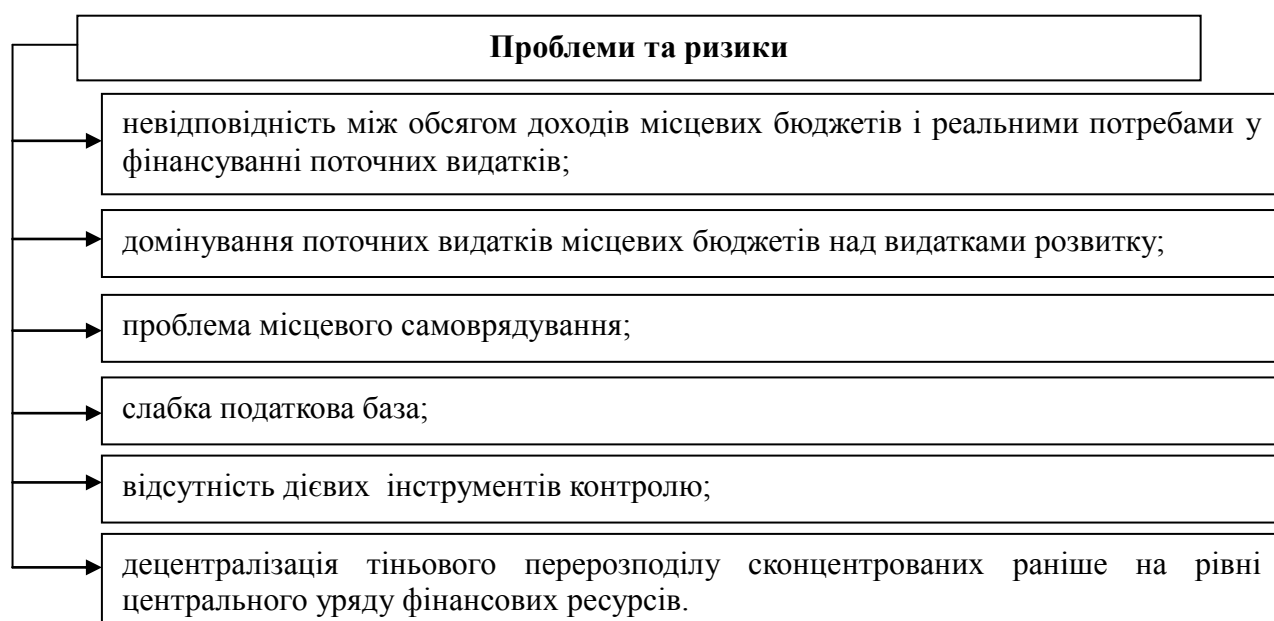 Проблеми та ризики
невідповідність між обсягом доходів місцевих бюджетів і реальними потребами у
фінансуванні поточних видатків;
домінування поточних видатків місцевих бюджетів над видатками розвитку;
проблема місцевого самоврядування;
слабка податкова база;
відсутність дієвих  інструментів контролю;
децентралізація тіньового перерозподілу сконцентрованих раніше на рівні
центрального уряду фінансових ресурсів.